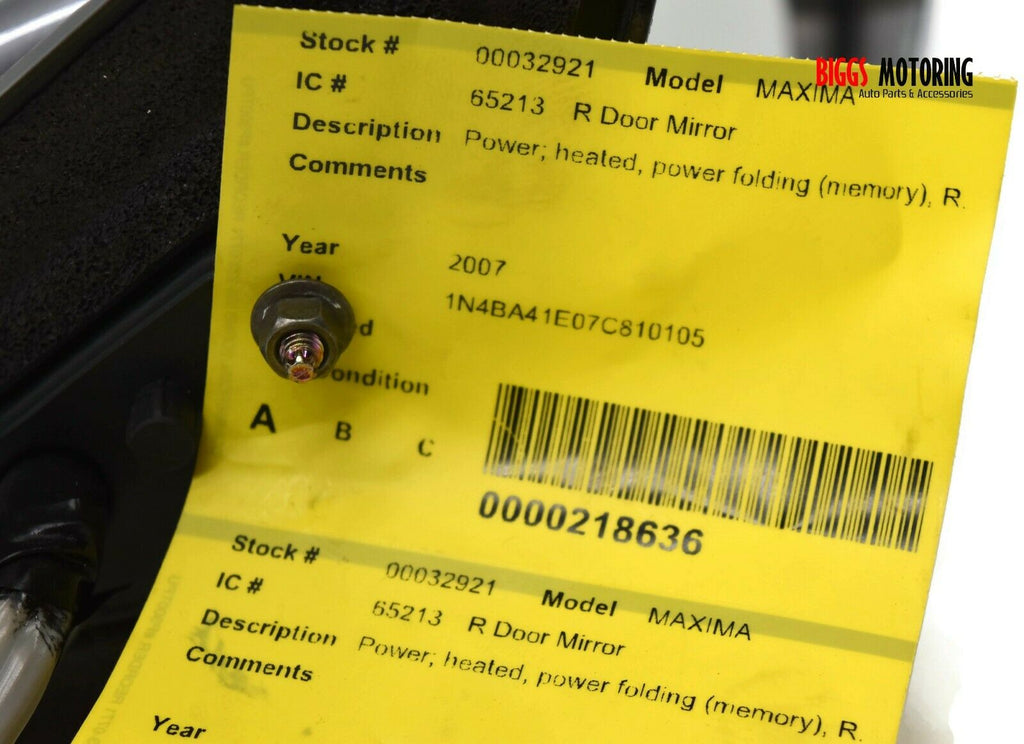 Stock # 00032921 Model MAXIMA
IC # 65213 R Door Mirror
Description Power; heated, power folding (memory), R.
Comments
Year 2007
1N4BA41E07C810105
ondition
A B C
0000218636
Stock # 00032921 Model MAXIMA
IC # 65213 R Door Mirror
Description Power; heated, power folding (memory), R.
Comments
Year
BIGGS MOTORING
Auto Parts & Accessories